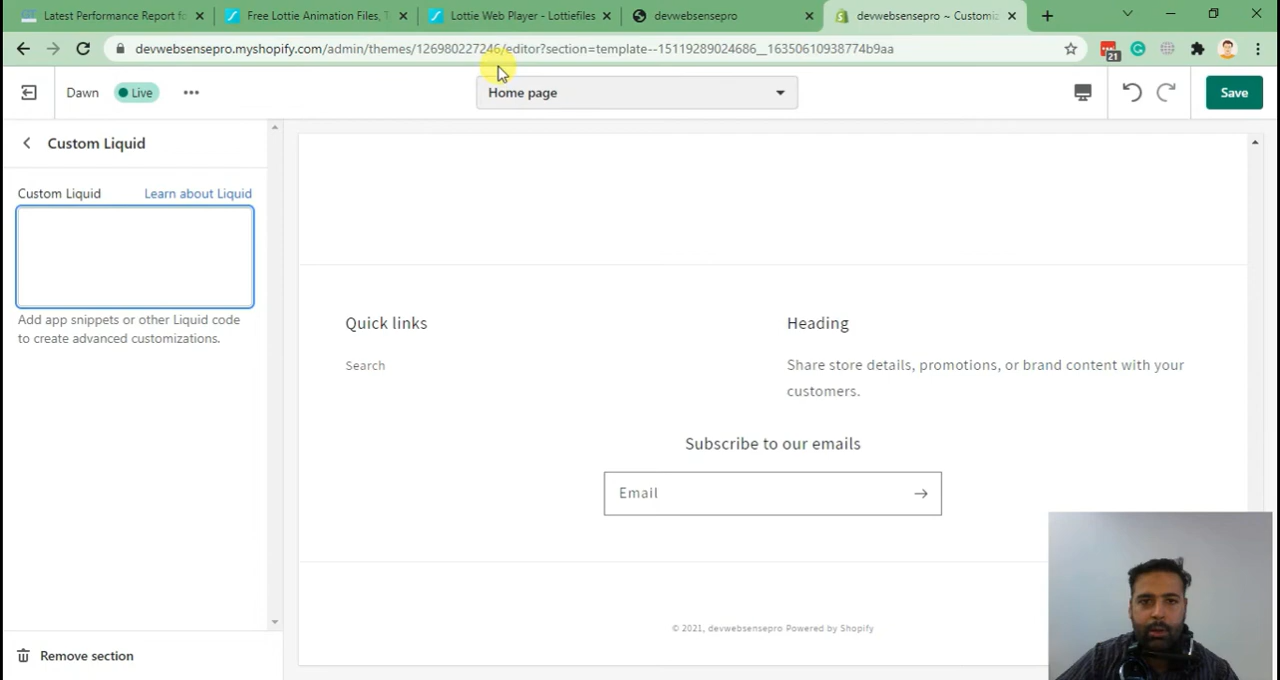 Latest Performance Report fo
Free Lottie Animation Files, T
Lottie Web Player - Lottiefiles
devwebsensepro
devwebsensepro ~ Customiz
devwebsensepro.myshopify.com/admin/themes/126980227246/editor?section=template--15119289024686__16350610938774b9aa
21
Dawn
Live
Home page
Save
Custom Liquid
Custom Liquid
Learn about Liquid
Add app snippets or other Liquid code
to create advanced customizations.
Remove section
Quick links
Search
Heading
Share store details, promotions, or brand content with your
customers.
Subscribe to our emails
Email
© 2021, devwebsensepro Powered by Shopify